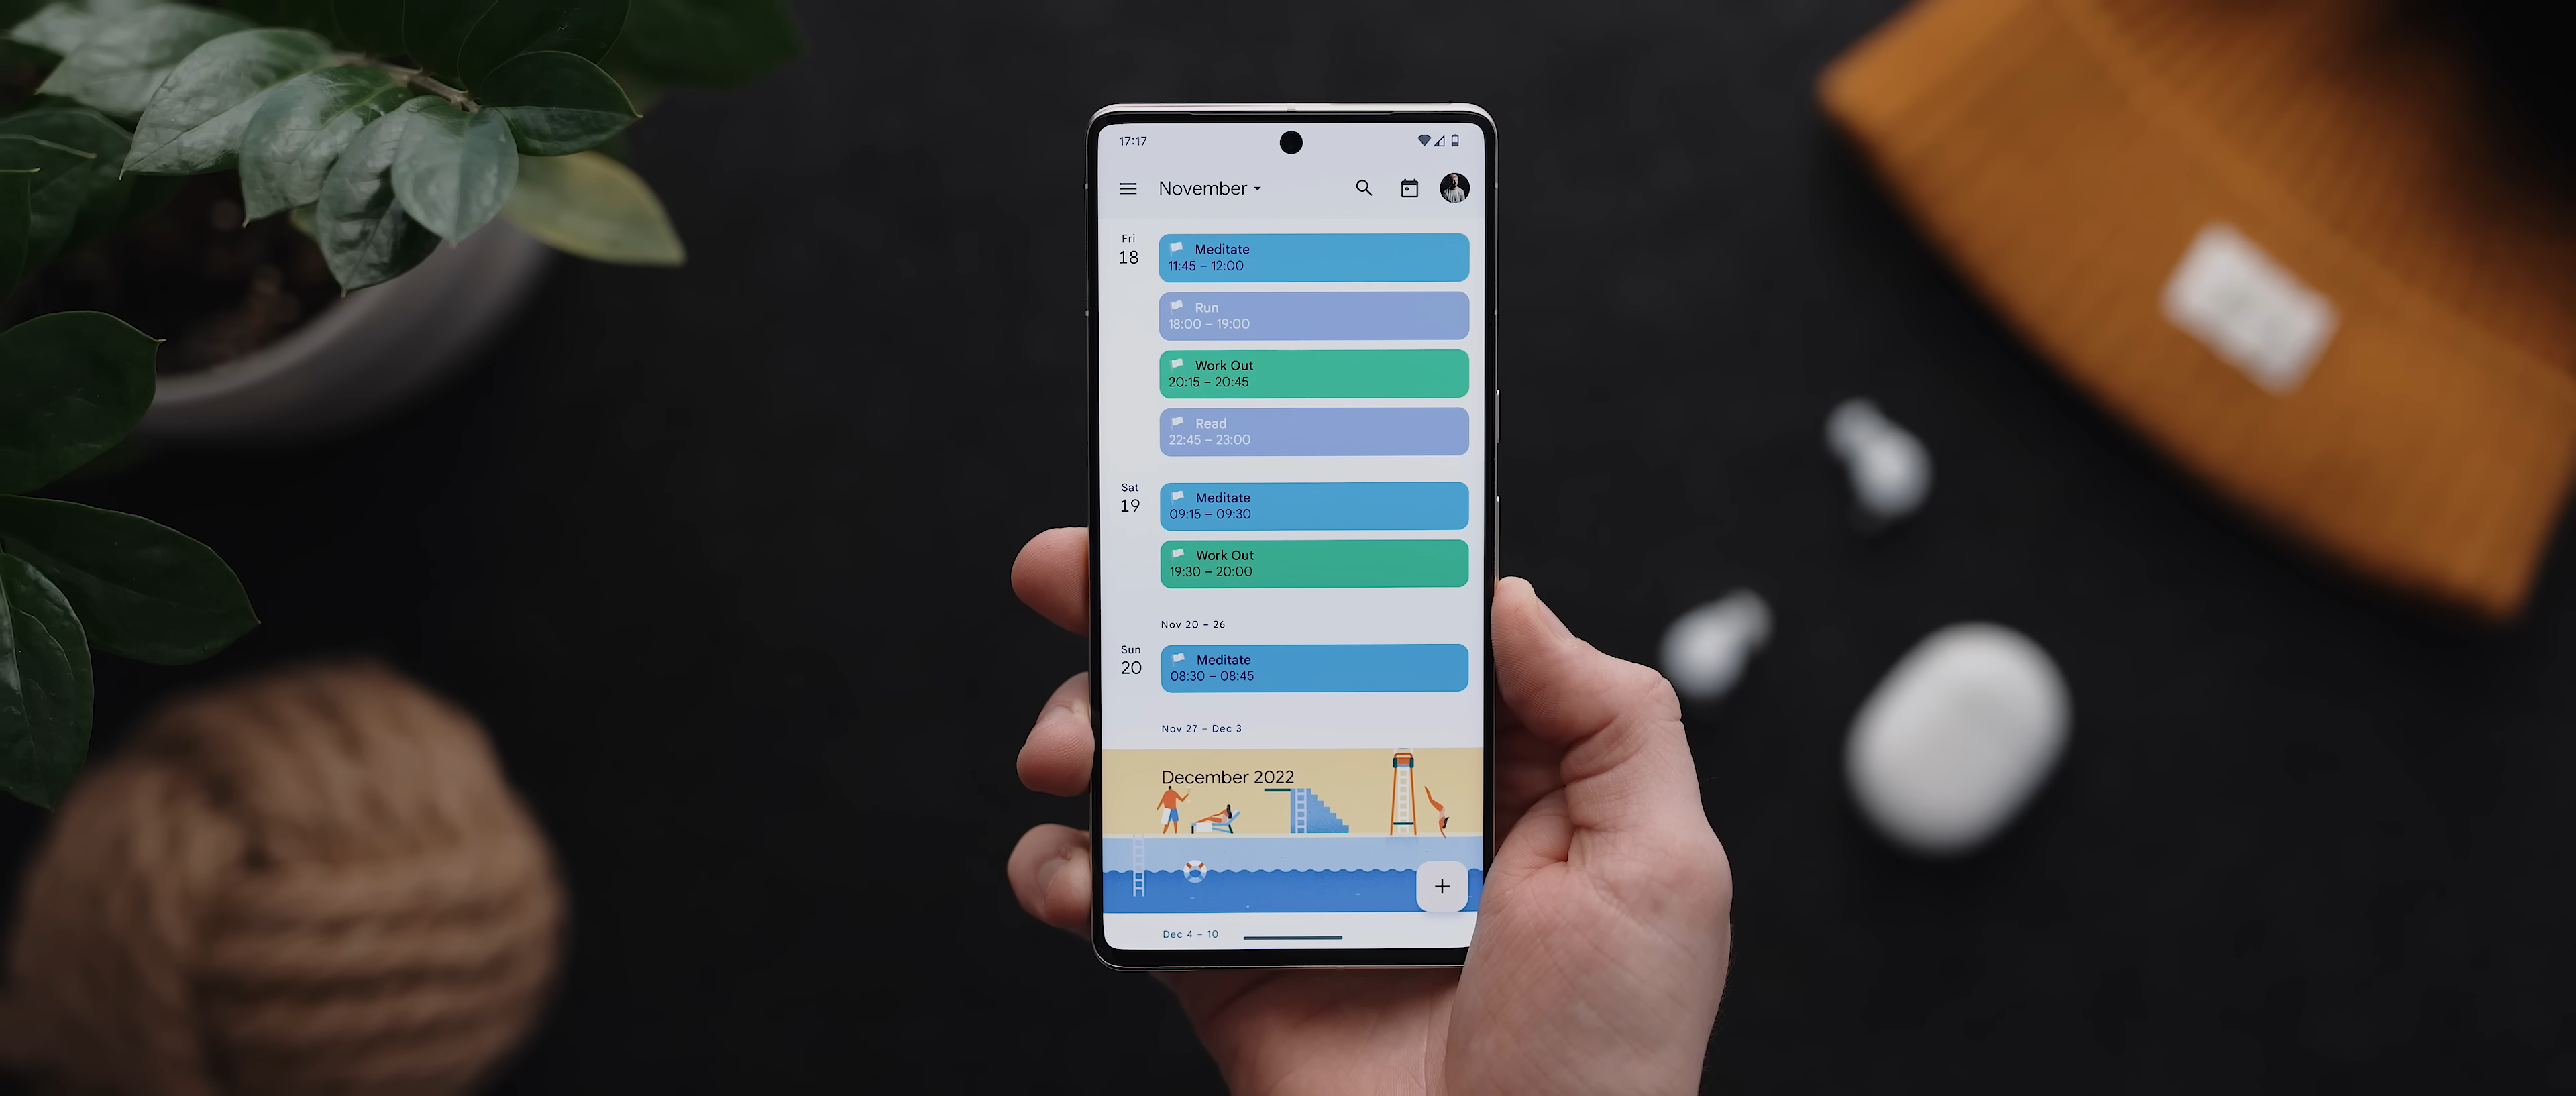 17:17
November
Fri
18
Meditate
11:45 – 12:00
Run
18:00 – 19:00
Work Out
20:15 – 20:45
Read
22:45 – 23:00
Sat
19
Meditate
09:15 – 09:30
Work Out
19:30 – 20:00
Nov 20 – 26
Sun
20
Meditate
08:30 – 08:45
Nov 27 – Dec 3
December 2022
Dec 4 – 10